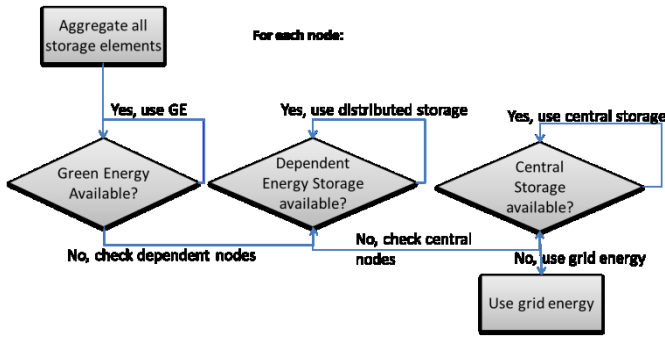 Aggregate all
storage elements
For each node:
Yes, use GE
Yes, use distributed storage
Yes, use central storage
Green Energy
Available?
Dependent
Energy Storage
available?
Central
Storage
available?
No, check dependent nodes
No, check central
nodes
No, use grid energy
Use grid energy